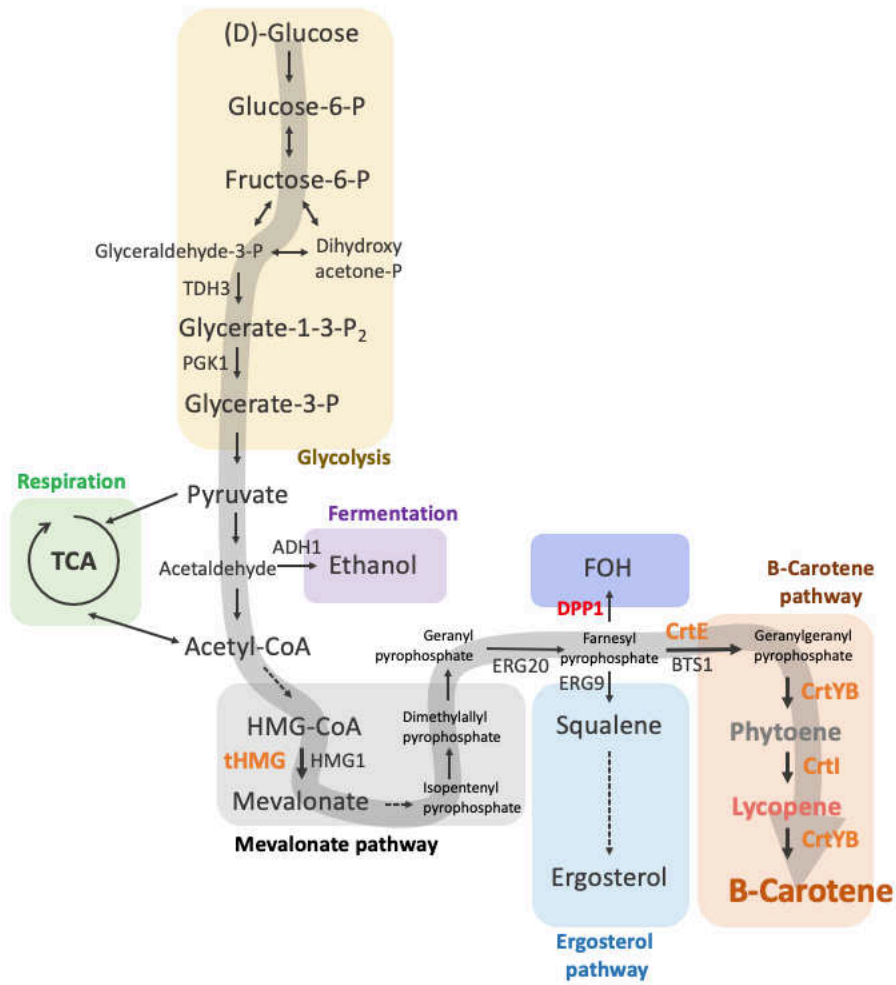 (D)-Glucose
Glucose-6-P
Fructose-6-P
Glyceraldehyde-3-P
Dihydroxy
acetone-P
TDH3
Glycerate-1-3-P₂
PGK1
Glycerate-3-P
Glycolysis
Respiration
Pyruvate
Fermentation
TCA
ADH1
Acetaldehyde
Ethanol
FOH
B-Carotene
pathway
DPP1
Acetyl-CoA
Geranyl
pyrophosphate
ERG20
Farnesyl
pyrophosphate
CrtE
BTS1
Geranylgeranyl
pyrophosphate
ERG9
CrtYB
HMG-CoA
Dimethylallyl
pyrophosphate
Squalene
Phytoene
tHMG
HMG1
CrtI
Mevalonate
Isopentenyl
pyrophosphate
Lycopene
CrtYB
Mevalonate pathway
Ergosterol
B-Carotene
Ergosterol
pathway